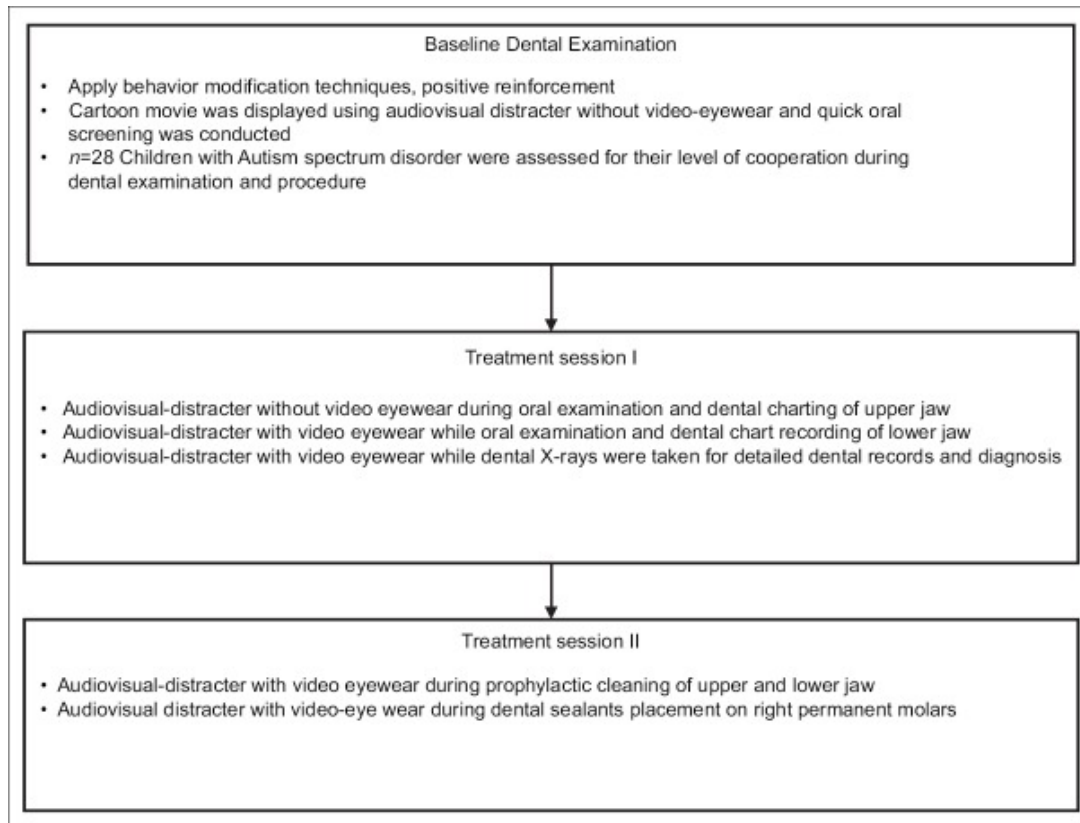 Baseline Dental Examination
• Apply behavior modification techniques, positive reinforcement
• Cartoon movie was displayed using audiovisual distracter without video-eyewear and quick oral
screening was conducted
• n=28 Children with Autism spectrum disorder were assessed for their level of cooperation during
dental examination and procedure
Treatment session I
• Audiovisual-distracter without video eyewear during oral examination and dental charting of upper jaw
• Audiovisual-distracter with video eyewear while oral examination and dental chart recording of lower jaw
• Audiovisual-distracter with video eyewear while dental X-rays were taken for detailed dental records and diagnosis
Treatment session II
• Audiovisual-distracter with video eyewear during prophylactic cleaning of upper and lower jaw
• Audiovisual distracter with video-eye wear during dental sealants placement on right permanent molars